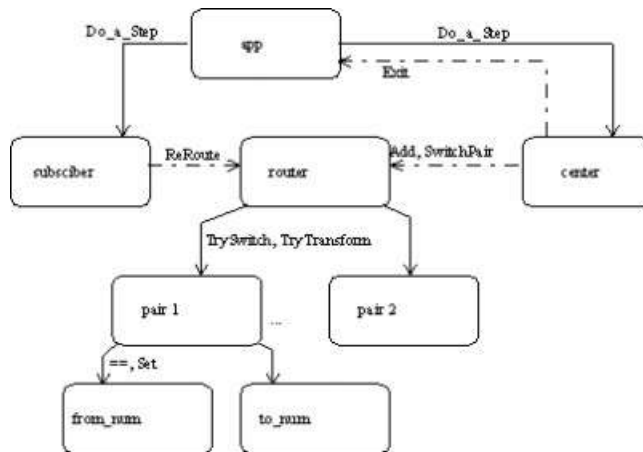 Do_a_Step
app
Do_a_Step
Exit
subsciber
ReRoute
router
Add, SwitchPair
center
TrySwitch, TryTransform
pair 1
...
pair 2
==, Set
from_num
to_num